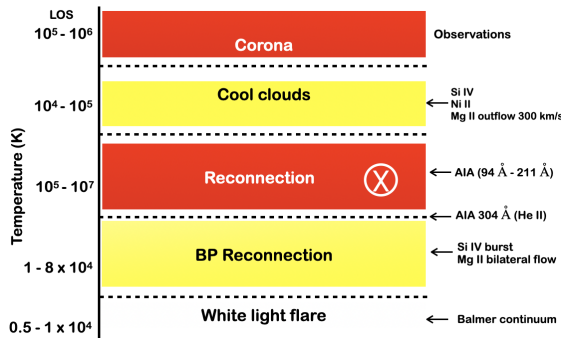 LOS
10⁵ - 10⁶
Corona
Observations
10⁴ - 10⁵
Cool clouds
Si IV
Ni II
Mg II outflow 300 km/s
Temperature (K)
10⁵ - 10⁷
Reconnection
X
AIA (94 Å - 211 Å)
AIA 304 Å (He II)
BP Reconnection
Si IV burst
Mg II bilateral flow
1 - 8 x 10⁴
White light flare
Balmer continuum
0.5 - 1 x 10⁴